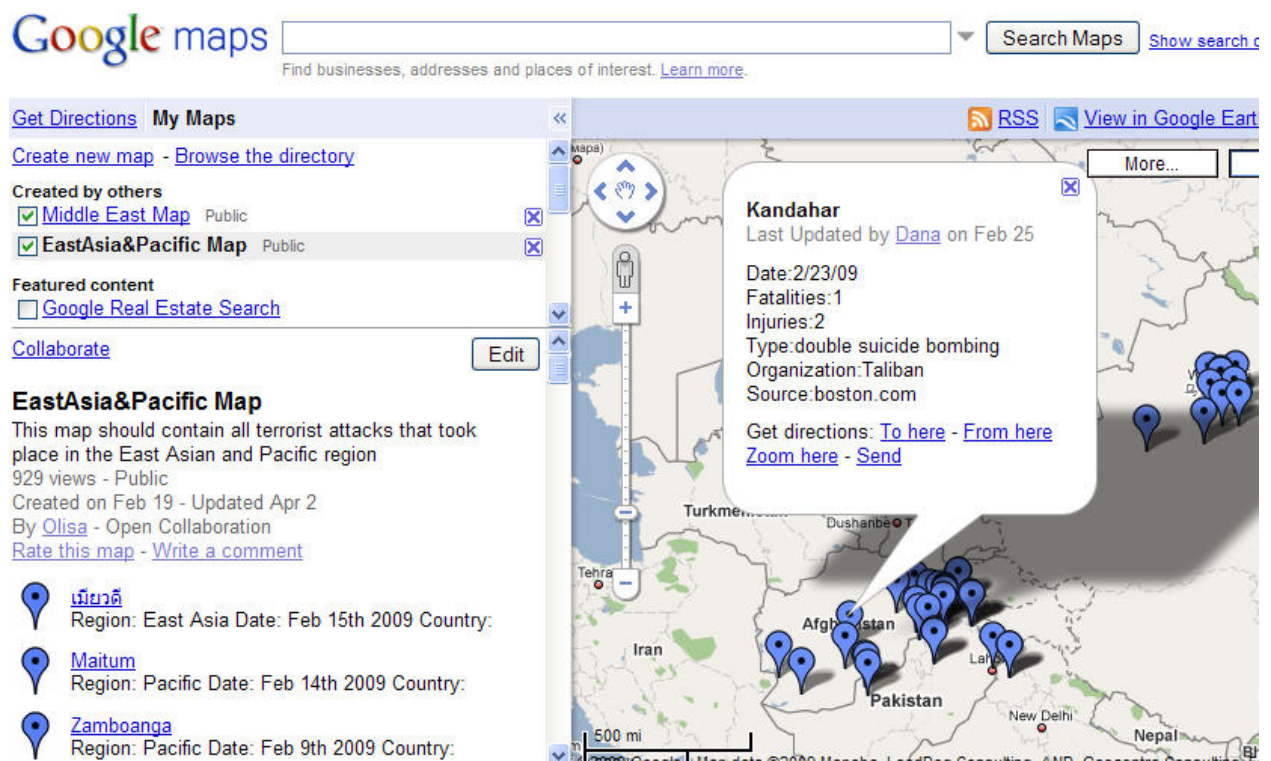 Google maps
Search Maps
Show search
Find businesses, addresses and places of interest. Learn more.
Get Directions My Maps
«
RSS View in Google Eart
Create new map - Browse the directory
Created by others
Middle East Map Public
EastAsia&Pacific Map Public
Featured content
Google Real Estate Search
Collaborate
Edit
EastAsia&Pacific Map
This map should contain all terrorist attacks that took
place in the East Asian and Pacific region
929 views - Public
Created on Feb 19 - Updated Apr 2
By Olisa - Open Collaboration
Rate this map - Write a comment
เมียวดี
Region: East Asia Date: Feb 15th 2009 Country:
Maitum
Region: Pacific Date: Feb 14th 2009 Country:
Zamboanga
Region: Pacific Date: Feb 9th 2009 Country:
мара)
More...
Kandahar
Last Updated by Dana on Feb 25
Date:2/23/09
Fatalities:1
Injuries:2
Type:double suicide bombing
Organization:Taliban
Source:boston.com
Get directions: To here - From here
Zoom here - Send
Dushanbe
Iran
Pakistan
New Delhi
Nepal
500 mi